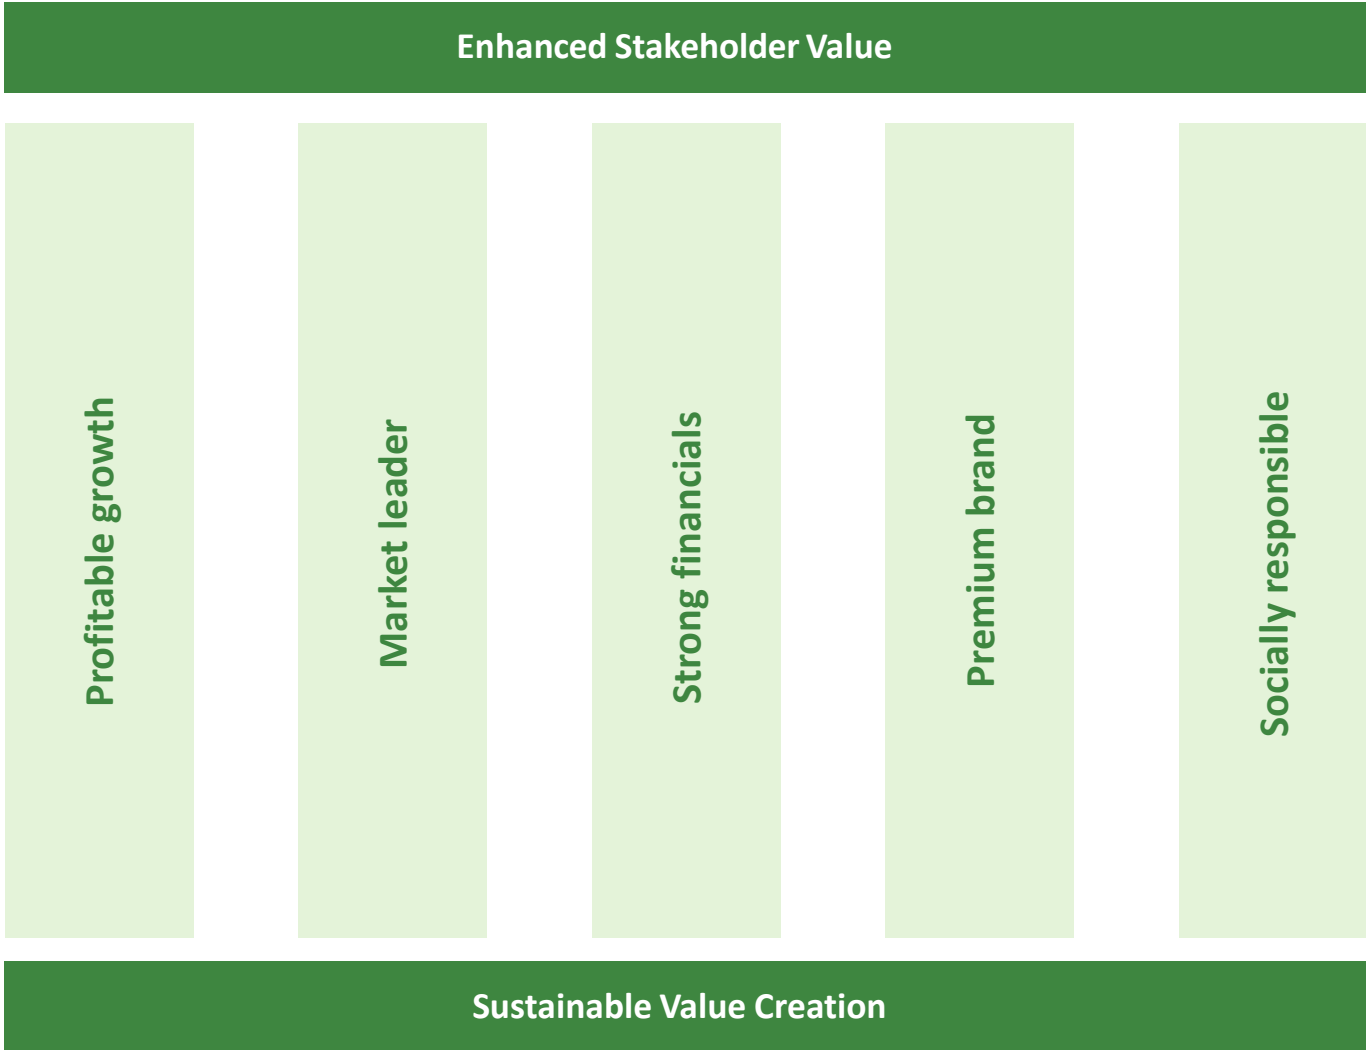 Enhanced Stakeholder Value
Profitable growth
Market leader
Strong financials
Premium brand
Socially responsible
Sustainable Value Creation